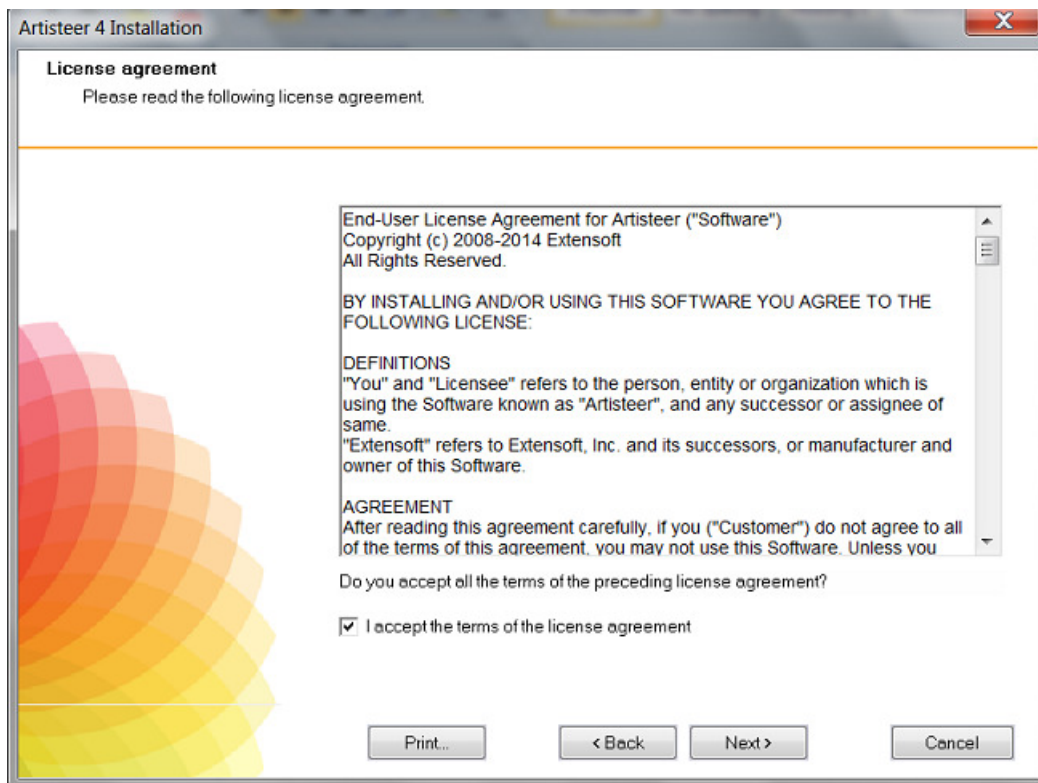 Artisteer 4 Installation
License agreement
Please read the following license agreement.
End-User License Agreement for Artisteer ("Software")
Copyright (c) 2008-2014 Extensoft
All Rights Reserved.
BY INSTALLING AND/OR USING THIS SOFTWARE YOU AGREE TO THE
FOLLOWING LICENSE:
DEFINITIONS
"You" and "Licensee" refers to the person, entity or organization which is
using the Software known as "Artisteer", and any successor or assignee of
same.
"Extensoft" refers to Extensoft, Inc. and its successors, or manufacturer and
owner of this Software.
AGREEMENT
After reading this agreement carefully, if you ("Customer") do not agree to all
of the terms of this agreement, you may not use this Software. Unless you
Do you accept all the terms of the preceding license agreement?
I accept the terms of the license agreement
Print... < Back Next > Cancel